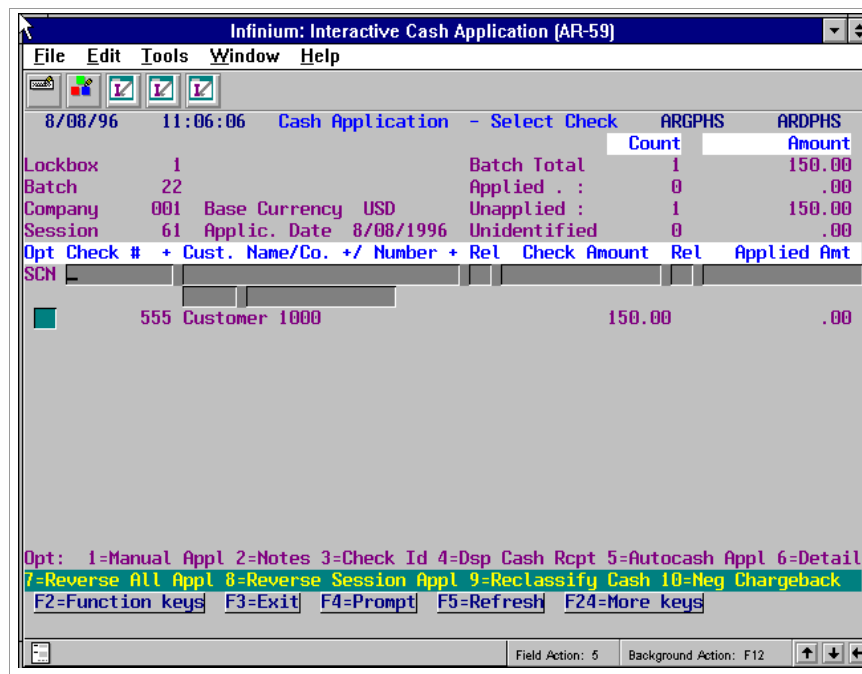 Infinium: Interactive Cash Application (AR-59)
File Edit Tools Window Help
8/08/96 11:06:06 Cash Application - Select Check ARGPHS ARDPHS
Count Amount
Lockbox 1 Batch Total 1 150.00
Batch 22 Applied . : 0 .00
Company 001 Base Currency USD Unapplied : 1 150.00
Session 61 Applic. Date 8/08/1996 Unidentified 0 .00
Opt Check # + Cust. Name/Co. +/ Number + Rel Check Amount Rel Applied Amt
SCN
555 Customer 1000 150.00 .00
Opt: 1=Manual Appl 2=Notes 3=Check Id 4=Dsp Cash Rcpt 5=Autocash Appl 6=Detail
7=Reverse All Appl 8=Reverse Session Appl 9=Reclassify Cash 10=Neg Chargeback
F2=Function keys F3=Exit F4=Prompt F5=Refresh F24=More keys
Field Action: 5 Background Action: F12